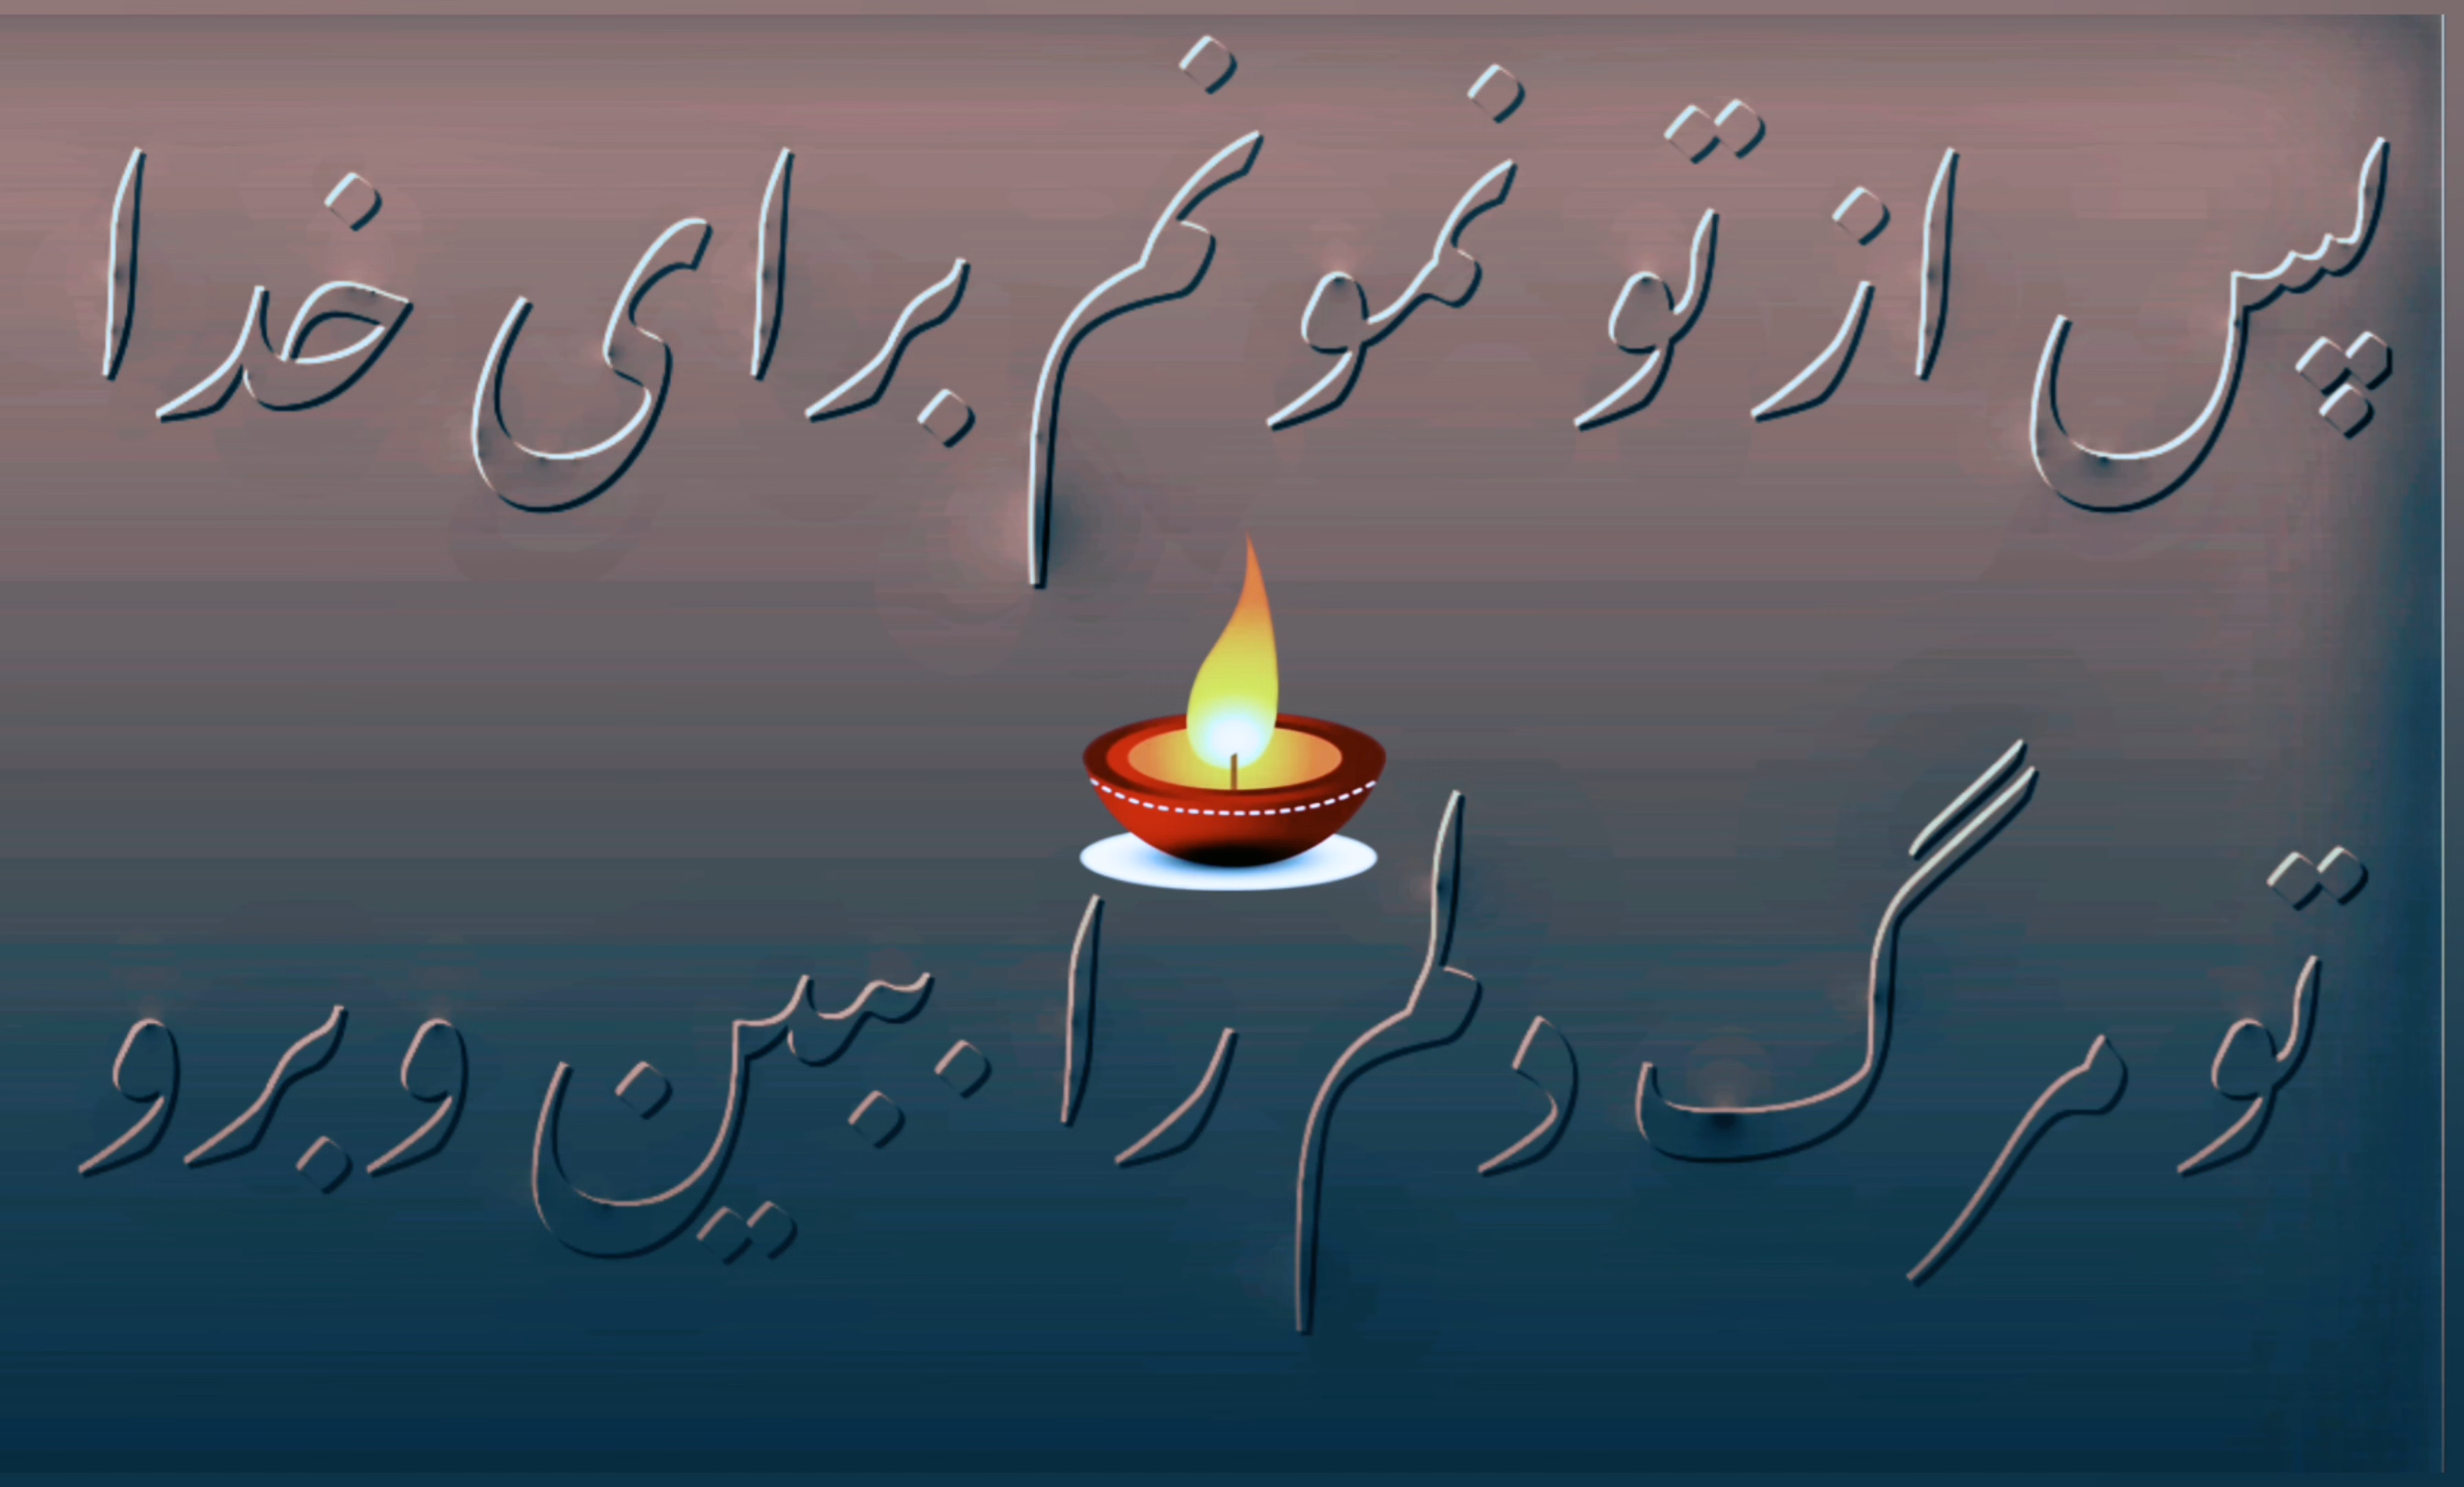 پس از تو نمونم برای خدا
تو مرگ دلم را ببین و برو